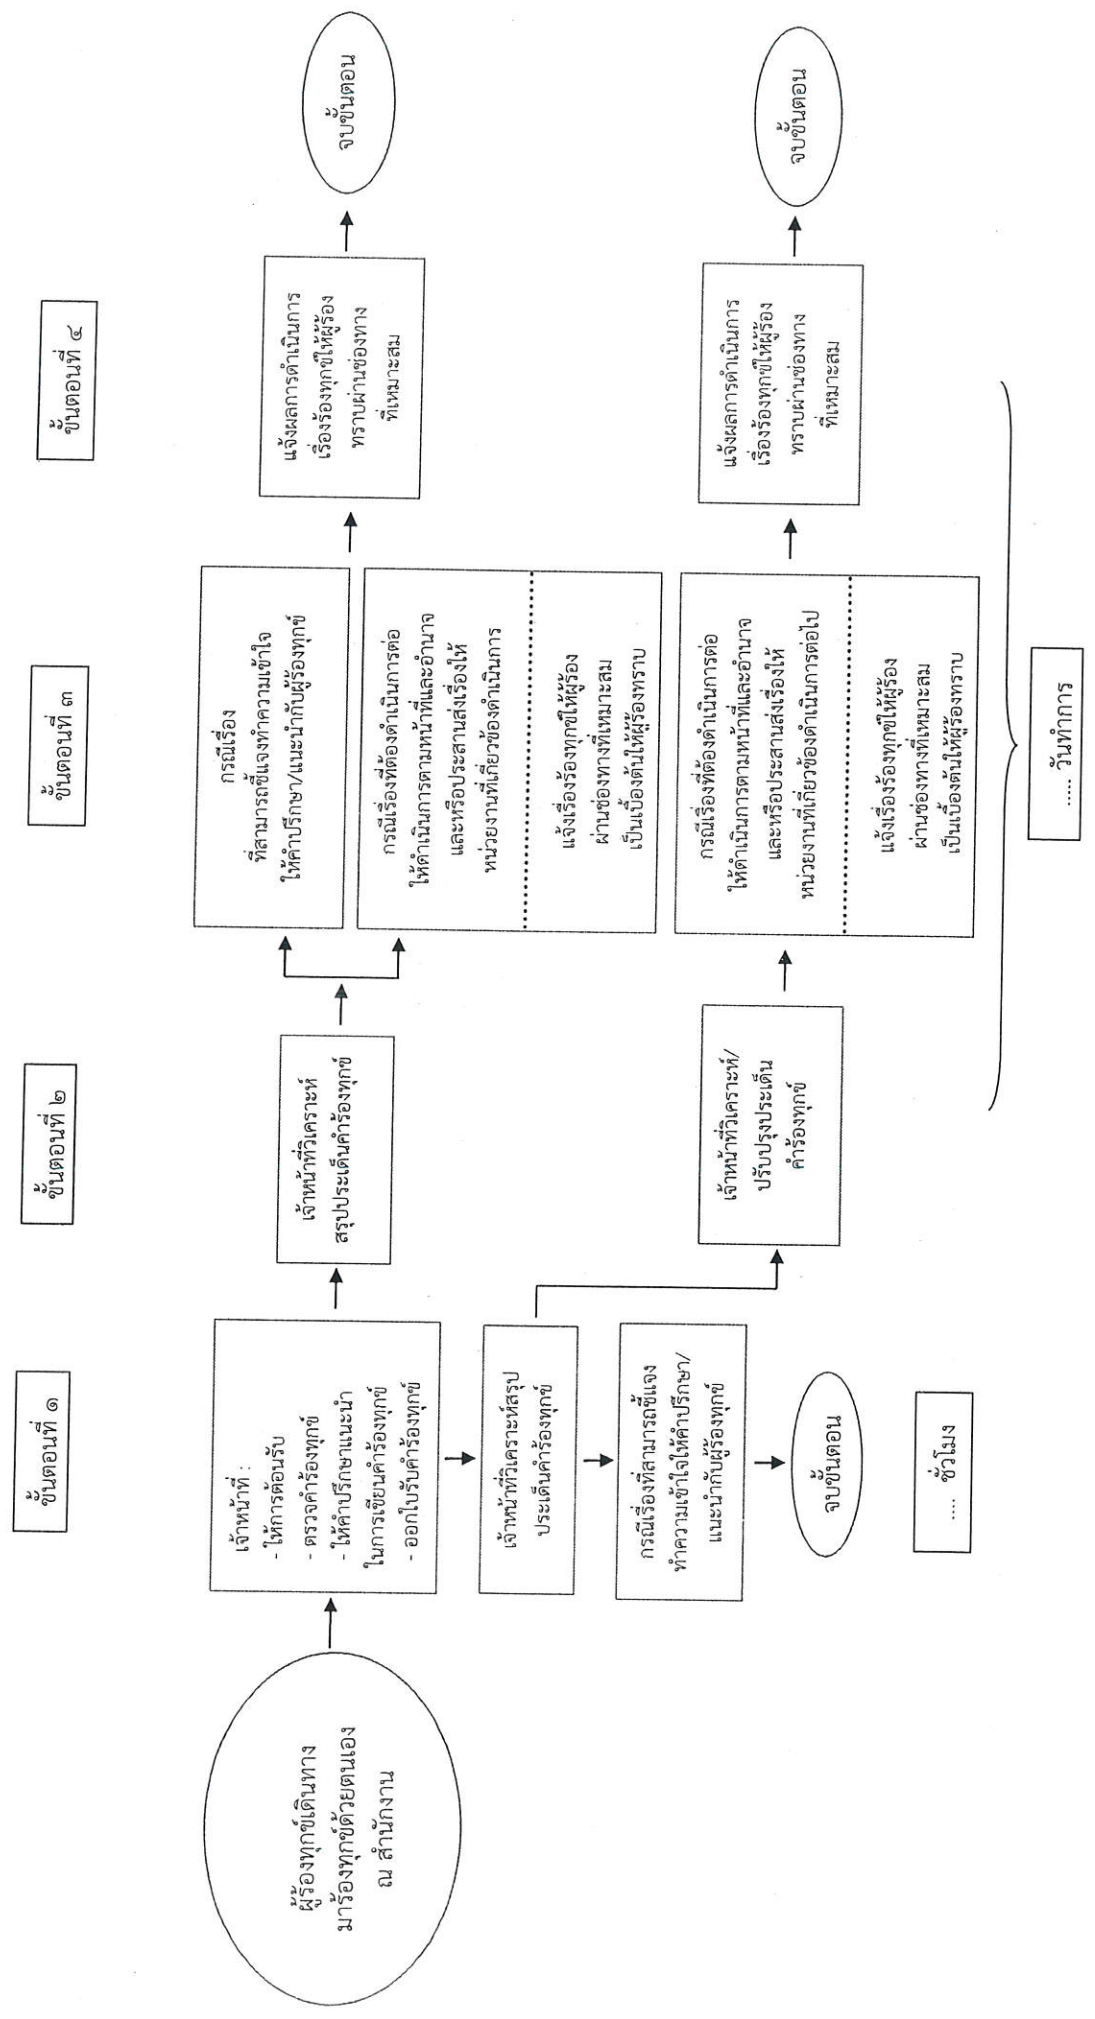 ขั้นตอนที่ ๑
ขั้นตอนที่ ๒
ขั้นตอนที่ ๓
ขั้นตอนที่ ๔
ผู้ร้องทุกข์เดินทาง
มาร้องทุกข์ด้วยตนเอง
ณ สำนักงาน
เจ้าหน้าที่ :
- ให้การต้อนรับ
- ตรวจคำร้องทุกข์
- ให้คำปรึกษาแนะนำ
ในการเขียนคำร้องทุกข์
- ออกใบรับคำร้องทุกข์
เจ้าหน้าที่วิเคราะห์
สรุปประเด็นคำร้องทุกข์
กรณีเรื่อง
ที่สามารถชี้แจงทำความเข้าใจ
ให้คำปรึกษา/แนะนำกับผู้ร้องทุกข์
กรณีเรื่องที่ต้องดำเนินการต่อ
ให้ดำเนินการตามหน้าที่และอำนาจ
และหรือประสานส่งเรื่องให้
หน่วยงานที่เกี่ยวข้องดำเนินการ
แจ้งเรื่องร้องทุกข์ให้ผู้ร้อง
ผ่านช่องทางที่เหมาะสม
เป็นเบื้องต้นให้ผู้ร้องทราบ
แจ้งผลการดำเนินการ
เรื่องร้องทุกข์ให้ผู้ร้อง
ทราบผ่านช่องทาง
ที่เหมาะสม
จบขั้นตอน
เจ้าหน้าที่วิเคราะห์สรุป
ประเด็นคำร้องทุกข์
กรณีเรื่องที่สามารถชี้แจง
ทำความเข้าใจให้คำปรึกษา/
แนะนำกับผู้ร้องทุกข์
จบขั้นตอน
เจ้าหน้าที่วิเคราะห์/
ปรับปรุงประเด็น
คำร้องทุกข์
กรณีเรื่องที่ต้องดำเนินการต่อ
ให้ดำเนินการตามหน้าที่และอำนาจ
และหรือประสานส่งเรื่องให้
หน่วยงานที่เกี่ยวข้องดำเนินการต่อไป
แจ้งเรื่องร้องทุกข์ให้ผู้ร้อง
ผ่านช่องทางที่เหมาะสม
เป็นเบื้องต้นให้ผู้ร้องทราบ
แจ้งผลการดำเนินการ
เรื่องร้องทุกข์ให้ผู้ร้อง
ทราบผ่านช่องทาง
ที่เหมาะสม
จบขั้นตอน
.... ชั่วโมง
..... วันทำการ